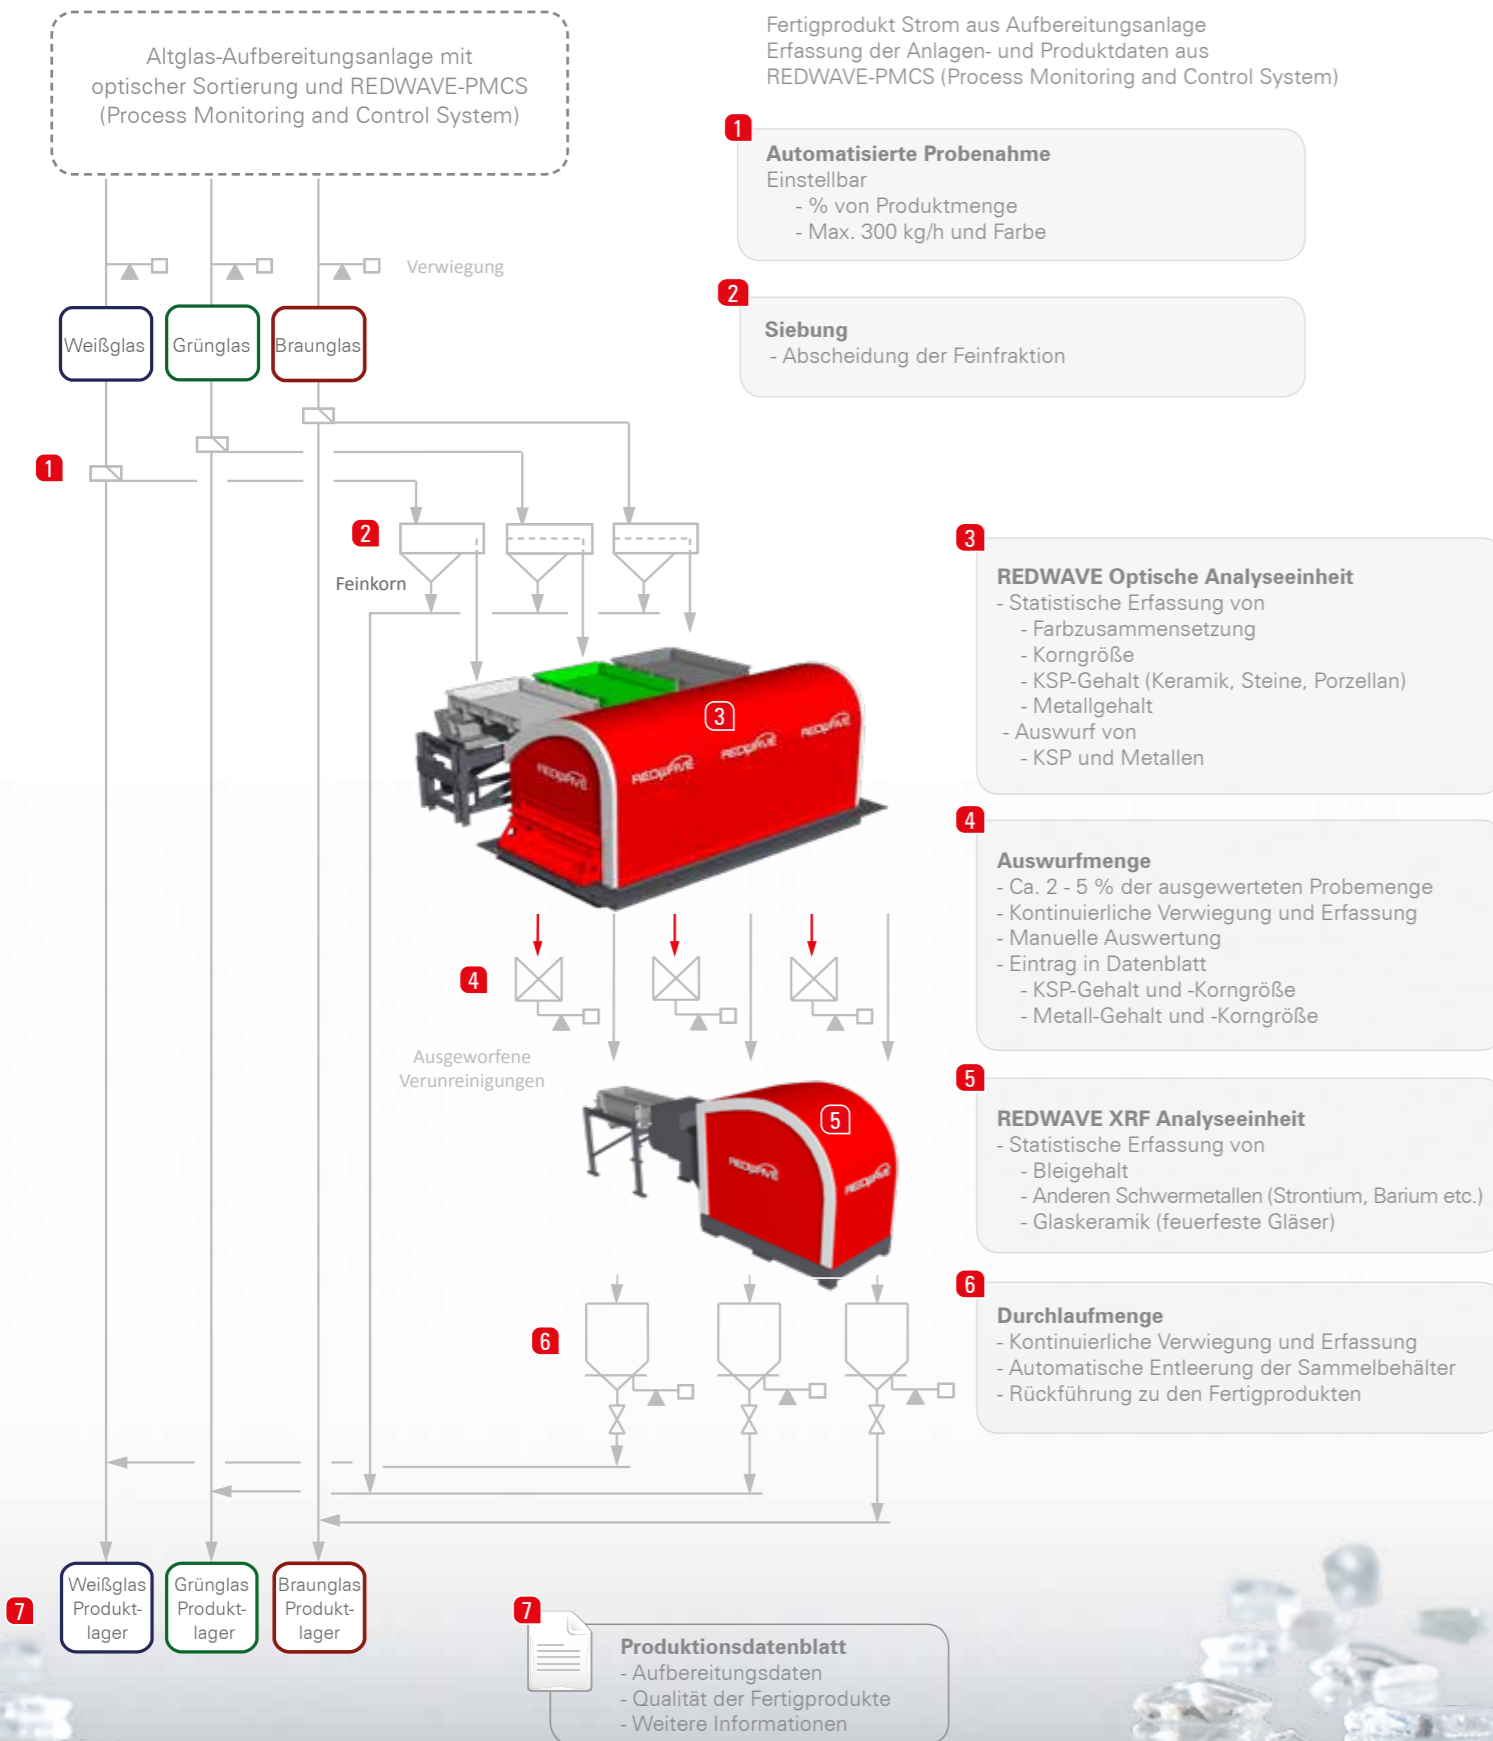 Altglas-Aufbereitungsanlage mit
optischer Sortierung und REDWAVE-PMCS
(Process Monitoring and Control System)
Fertigprodukt Strom aus Aufbereitungsanlage
Erfassung der Anlagen- und Produktdaten aus
REDWAVE-PMCS (Process Monitoring and Control System)
1
Automatisierte Probenahme
Einstellbar
- % von Produktmenge
- Max. 300 kg/h und Farbe
Verwiegung
2
Siebung
- Abscheidung der Feinfraktion
Weißglas
Grünglas
Braunglas
1
2
Feinkorn
3
REDWAVE Optische Analyseeinheit
- Statistische Erfassung von
- Farbzusammensetzung
- Korngröße
- KSP-Gehalt (Keramik, Steine, Porzellan)
- Metallgehalt
- Auswurf von
- KSP und Metallen
3
REDWAVE
REDWAVE
REDWAVE
REDWAVE
4
Auswurfmenge
- Ca. 2 - 5 % der ausgewerteten Probemenge
- Kontinuierliche Verwiegung und Erfassung
- Manuelle Auswertung
- Eintrag in Datenblatt
- KSP-Gehalt und -Korngröße
- Metall-Gehalt und -Korngröße
4
Ausgeworfene
Verunreinigungen
5
REDWAVE XRF Analyseeinheit
- Statistische Erfassung von
- Bleigehalt
- Anderen Schwermetallen (Strontium, Barium etc.)
- Glaskeramik (feuerfeste Gläser)
5
REDWAVE
REDWAVE
6
Durchlaufmenge
- Kontinuierliche Verwiegung und Erfassung
- Automatische Entleerung der Sammelbehälter
- Rückführung zu den Fertigprodukten
6
7
Weißglas
Produkt-
lager
Grünglas
Produkt-
lager
Braunglas
Produkt-
lager
7
Produktionsdatenblatt
- Aufbereitungsdaten
- Qualität der Fertigprodukte
- Weitere Informationen